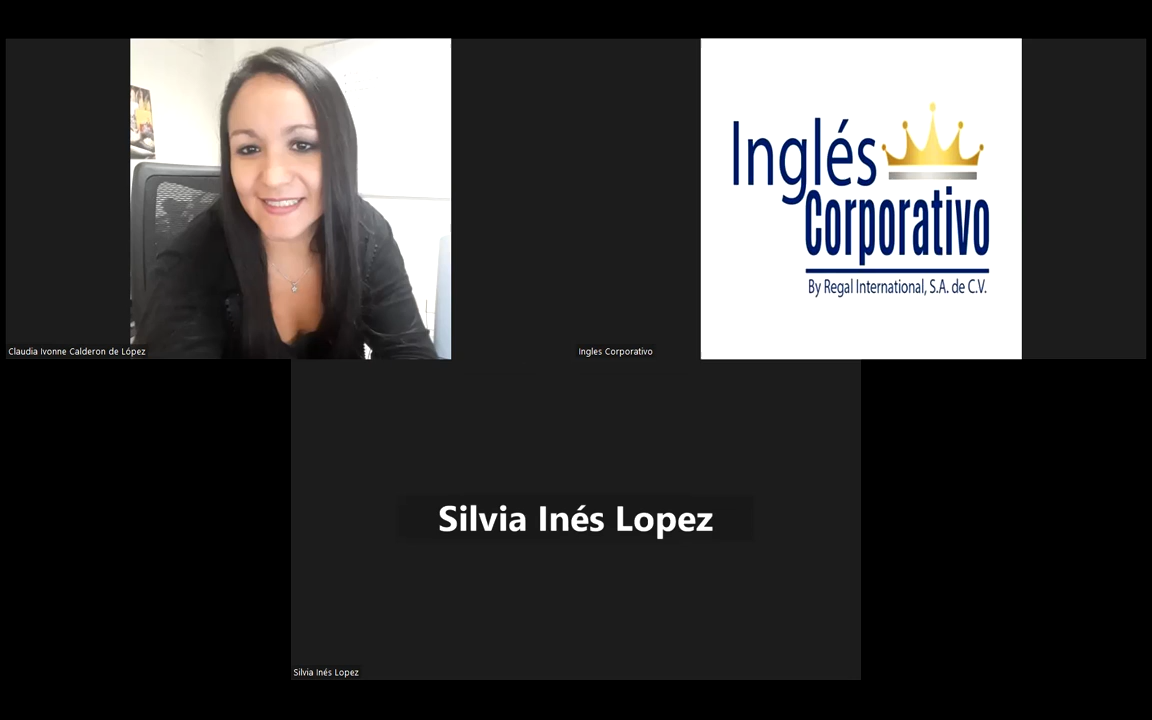 Inglés
Corporativo
By Regal International, S.A. de C.V.
Claudia Ivonne Calderon de López
Ingles Corporativo
Silvia Inés Lopez
Silvia Inés Lopez